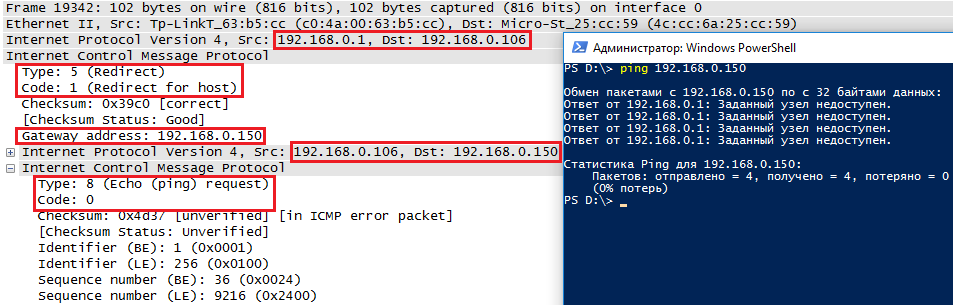 Frame 19342: 102 bytes on wire (816 bits), 102 bytes captured (816 bits) on interface 0
Ethernet II, Src: Tp-LinkT_63:b5:cc (c0:4a:00:63:b5:cc), Dst: Micro-St_25:cc:59 (4c:cc:6a:25:cc:59)
Internet Protocol Version 4, Src: 192.168.0.1, Dst: 192.168.0.106
Internet Control Message Protocol
Type: 5 (Redirect)
Code: 1 (Redirect for host)
Checksum: 0x39c0 [correct]
[Checksum Status: Good]
Gateway address: 192.168.0.150
Internet Protocol Version 4, Src: 192.168.0.106, Dst: 192.168.0.150
Internet Control Message Protocol
Type: 8 (Echo (ping) request)
Code: 0
Checksum: 0x4d37 [unverified] [in ICMP error packet]
[Checksum Status: Unverified]
Identifier (BE): 1 (0x0001)
Identifier (LE): 256 (0x0100)
Sequence number (BE): 36 (0x0024)
Sequence number (LE): 9216 (0x2400)
Администратор: Windows PowerShell
PS D:\> ping 192.168.0.150
Обмен пакетами с 192.168.0.150 по с 32 байтами данных:
Ответ от 192.168.0.1: Заданный узел недоступен.
Ответ от 192.168.0.1: Заданный узел недоступен.
Ответ от 192.168.0.1: Заданный узел недоступен.
Ответ от 192.168.0.1: Заданный узел недоступен.
Статистика Ping для 192.168.0.150:
Пакетов: отправлено = 4, получено = 4, потеряно = 0
(0% потерь)
PS D:\>